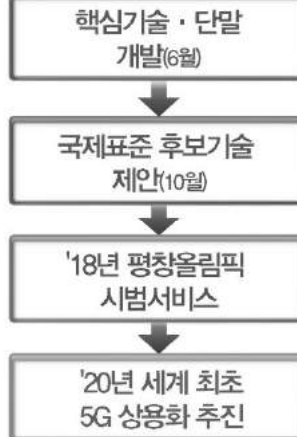 핵심기술·단말
개발(6월)
국제표준 후보기술
제안(10월)
'18년 평창올림픽
시범서비스
'20년 세계 최초
5G 상용화 추진